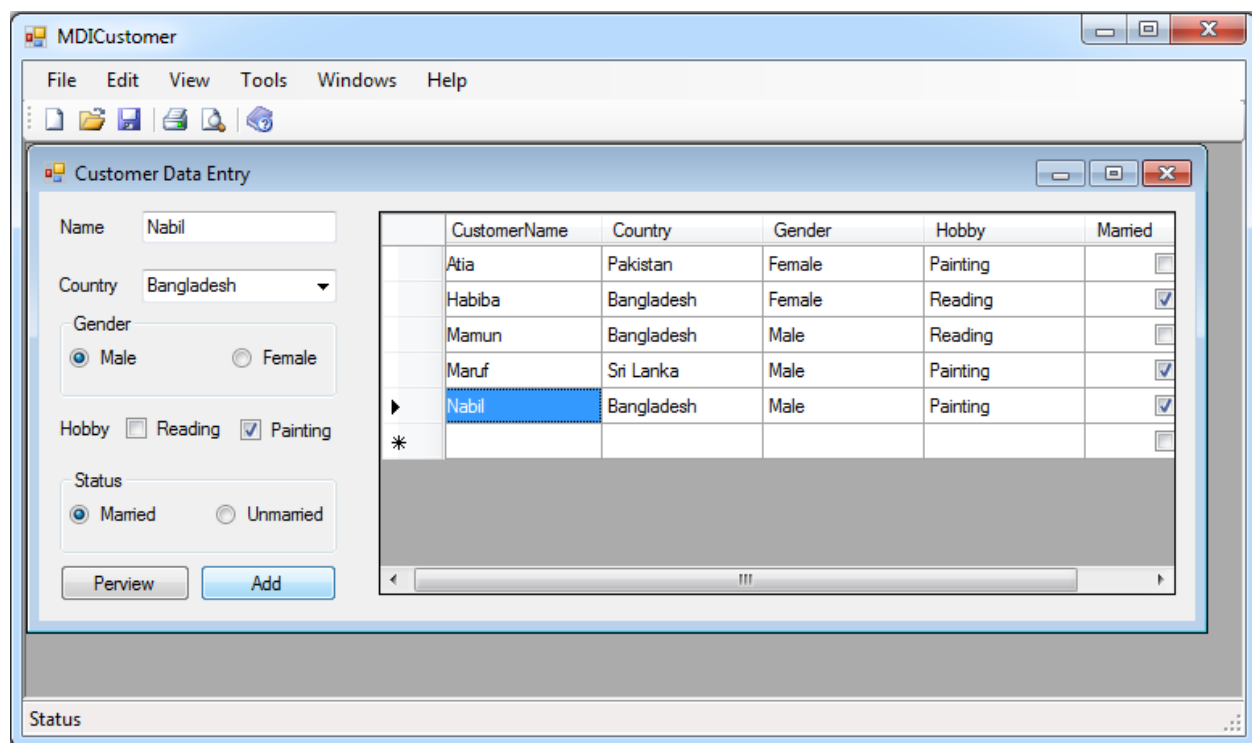 MDICustomer
File Edit View Tools Windows Help
Customer Data Entry
Name Nabil
Country Bangladesh
Gender
Male Female
Hobby Reading Painting
Status
Married Unmarried
Perview Add
CustomerName Country Gender Hobby Married
Atia Pakistan Female Painting
Habiba Bangladesh Female Reading
Mamun Bangladesh Male Reading
Maruf Sri Lanka Male Painting
Nabil Bangladesh Male Painting
Status